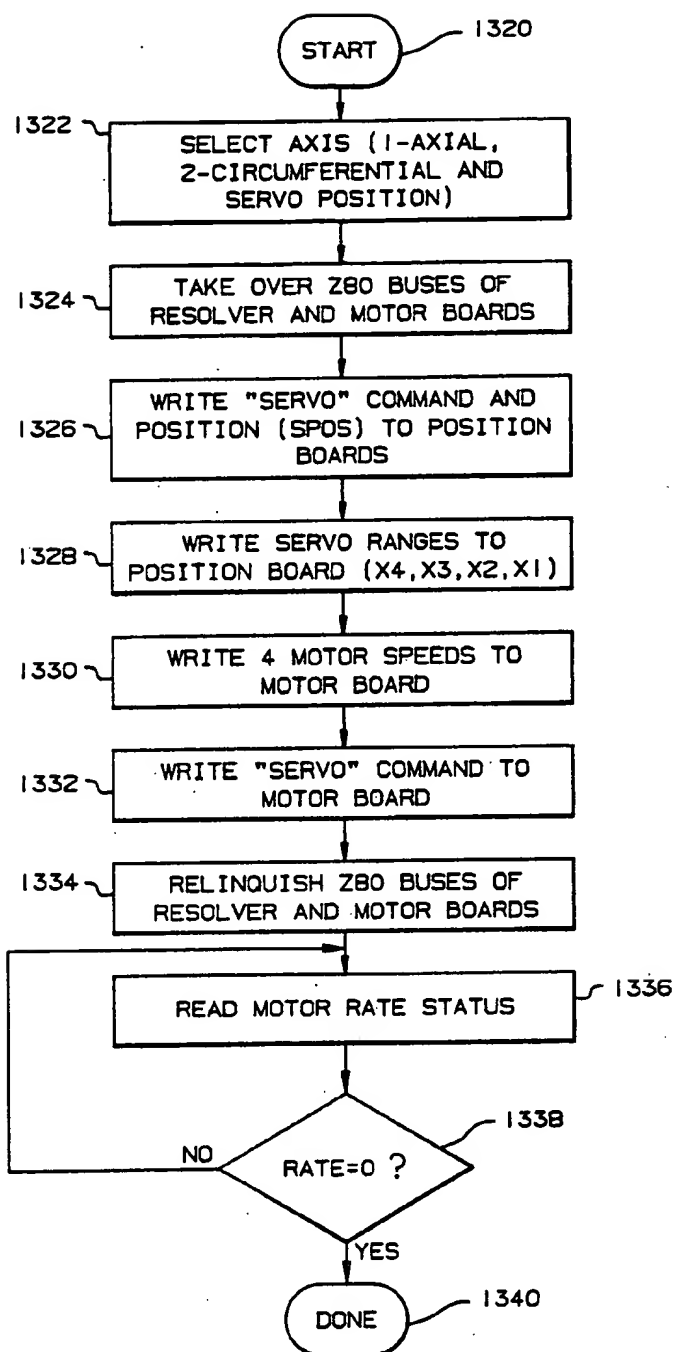 START
1320
1322
SELECT AXIS (1-AXIAL,
2-CIRCUMFERENTIAL AND
SERVO POSITION)
1324
TAKE OVER Z80 BUSES OF
RESOLVER AND MOTOR BOARDS
1326
WRITE "SERVO" COMMAND AND
POSITION (SPOS) TO POSITION
BOARDS
1328
WRITE SERVO RANGES TO
POSITION BOARD (X4,X3,X2,X1)
1330
WRITE 4 MOTOR SPEEDS TO
MOTOR BOARD
1332
WRITE "SERVO" COMMAND TO
MOTOR BOARD
1334
RELINQUISH Z80 BUSES OF
RESOLVER AND MOTOR BOARDS
READ MOTOR RATE STATUS
1336
1338
NO
RATE=0 ?
YES
DONE
1340